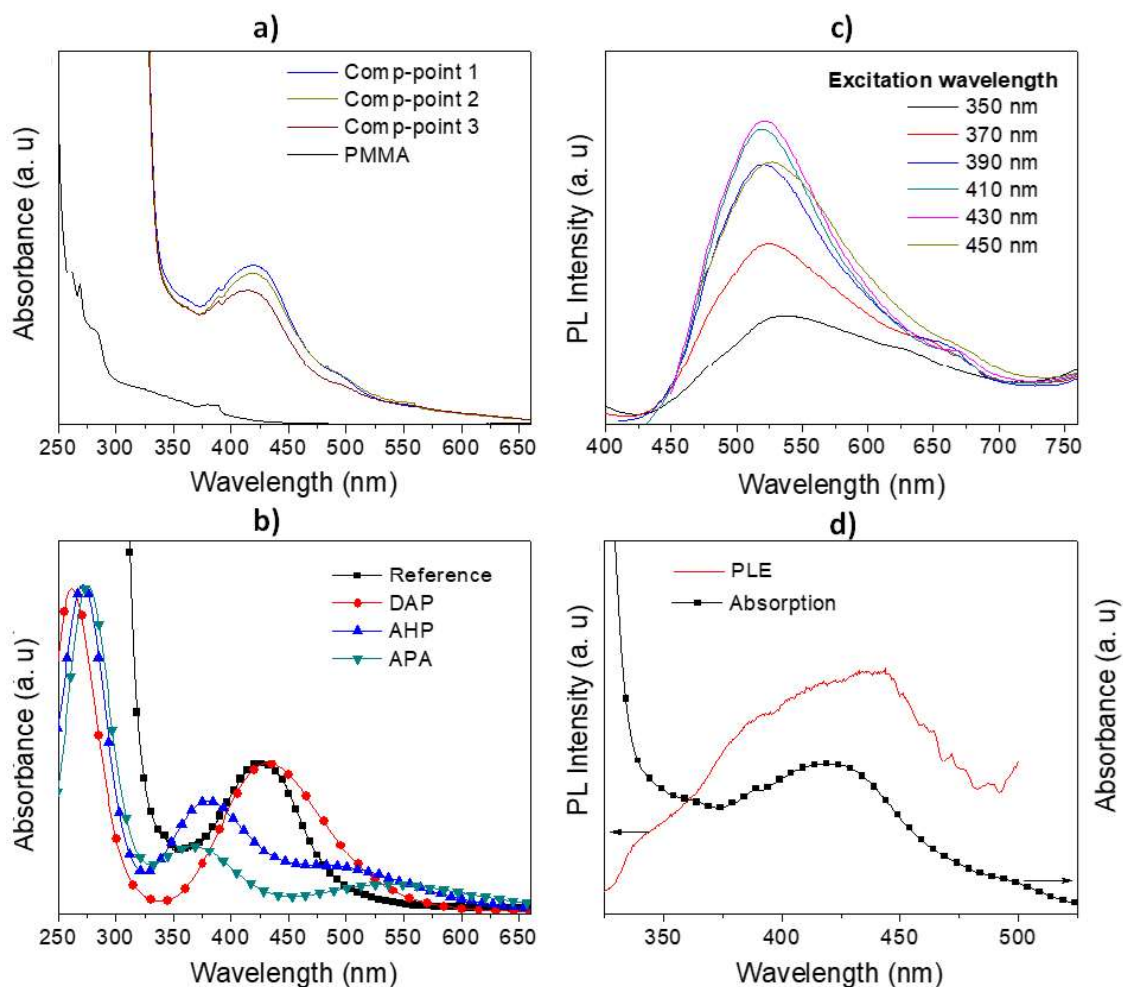 a)
Absorbance (a. u)
Comp-point 1
Comp-point 2
Comp-point 3
PMMA
250 300 350 400 450 500 550 600 650
Wavelength (nm)
c)
PL Intensity (a. u)
Excitation wavelength
350 nm
370 nm
390 nm
410 nm
430 nm
450 nm
400 450 500 550 600 650 700 750
Wavelength (nm)
b)
Absorbance (a. u)
Reference
DAP
AHP
APA
250 300 350 400 450 500 550 600 650
Wavelength (nm)
d)
PL Intensity (a. u)
PLE
Absorption
Absorbance (a. u)
350 400 450 500
Wavelength (nm)